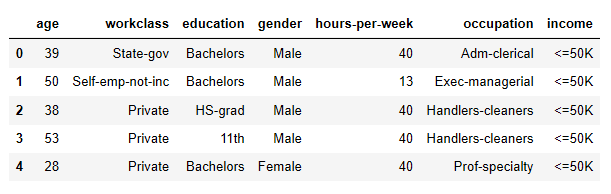 age workclass education gender hours-per-week occupation income
0 39 State-gov Bachelors Male 40 Adm-clerical <=50K
1 50 Self-emp-not-inc Bachelors Male 13 Exec-managerial <=50K
2 38 Private HS-grad Male 40 Handlers-cleaners <=50K
3 53 Private 11th Male 40 Handlers-cleaners <=50K
4 28 Private Bachelors Female 40 Prof-specialty <=50K